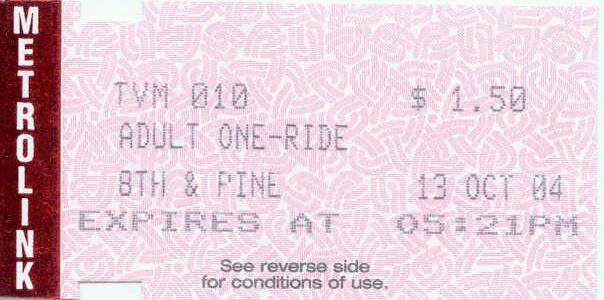 METROLINK
TVM 010 $ 1.50
ADULT ONE-RIDE
8TH & PINE 13 OCT 04
EXPIRES AT 05:21PM
See reverse side
for conditions of use.